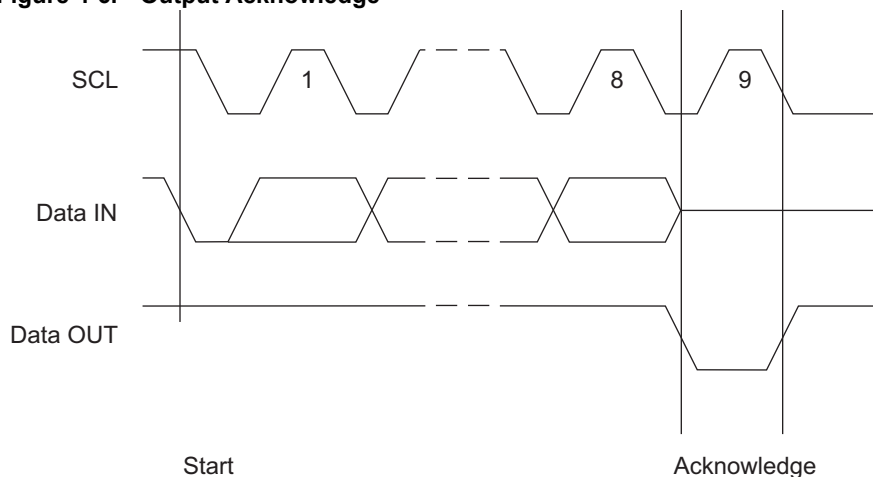 Output Acknowledge
SCL
1
8
9
Data IN
Data OUT
Start
Acknowledge